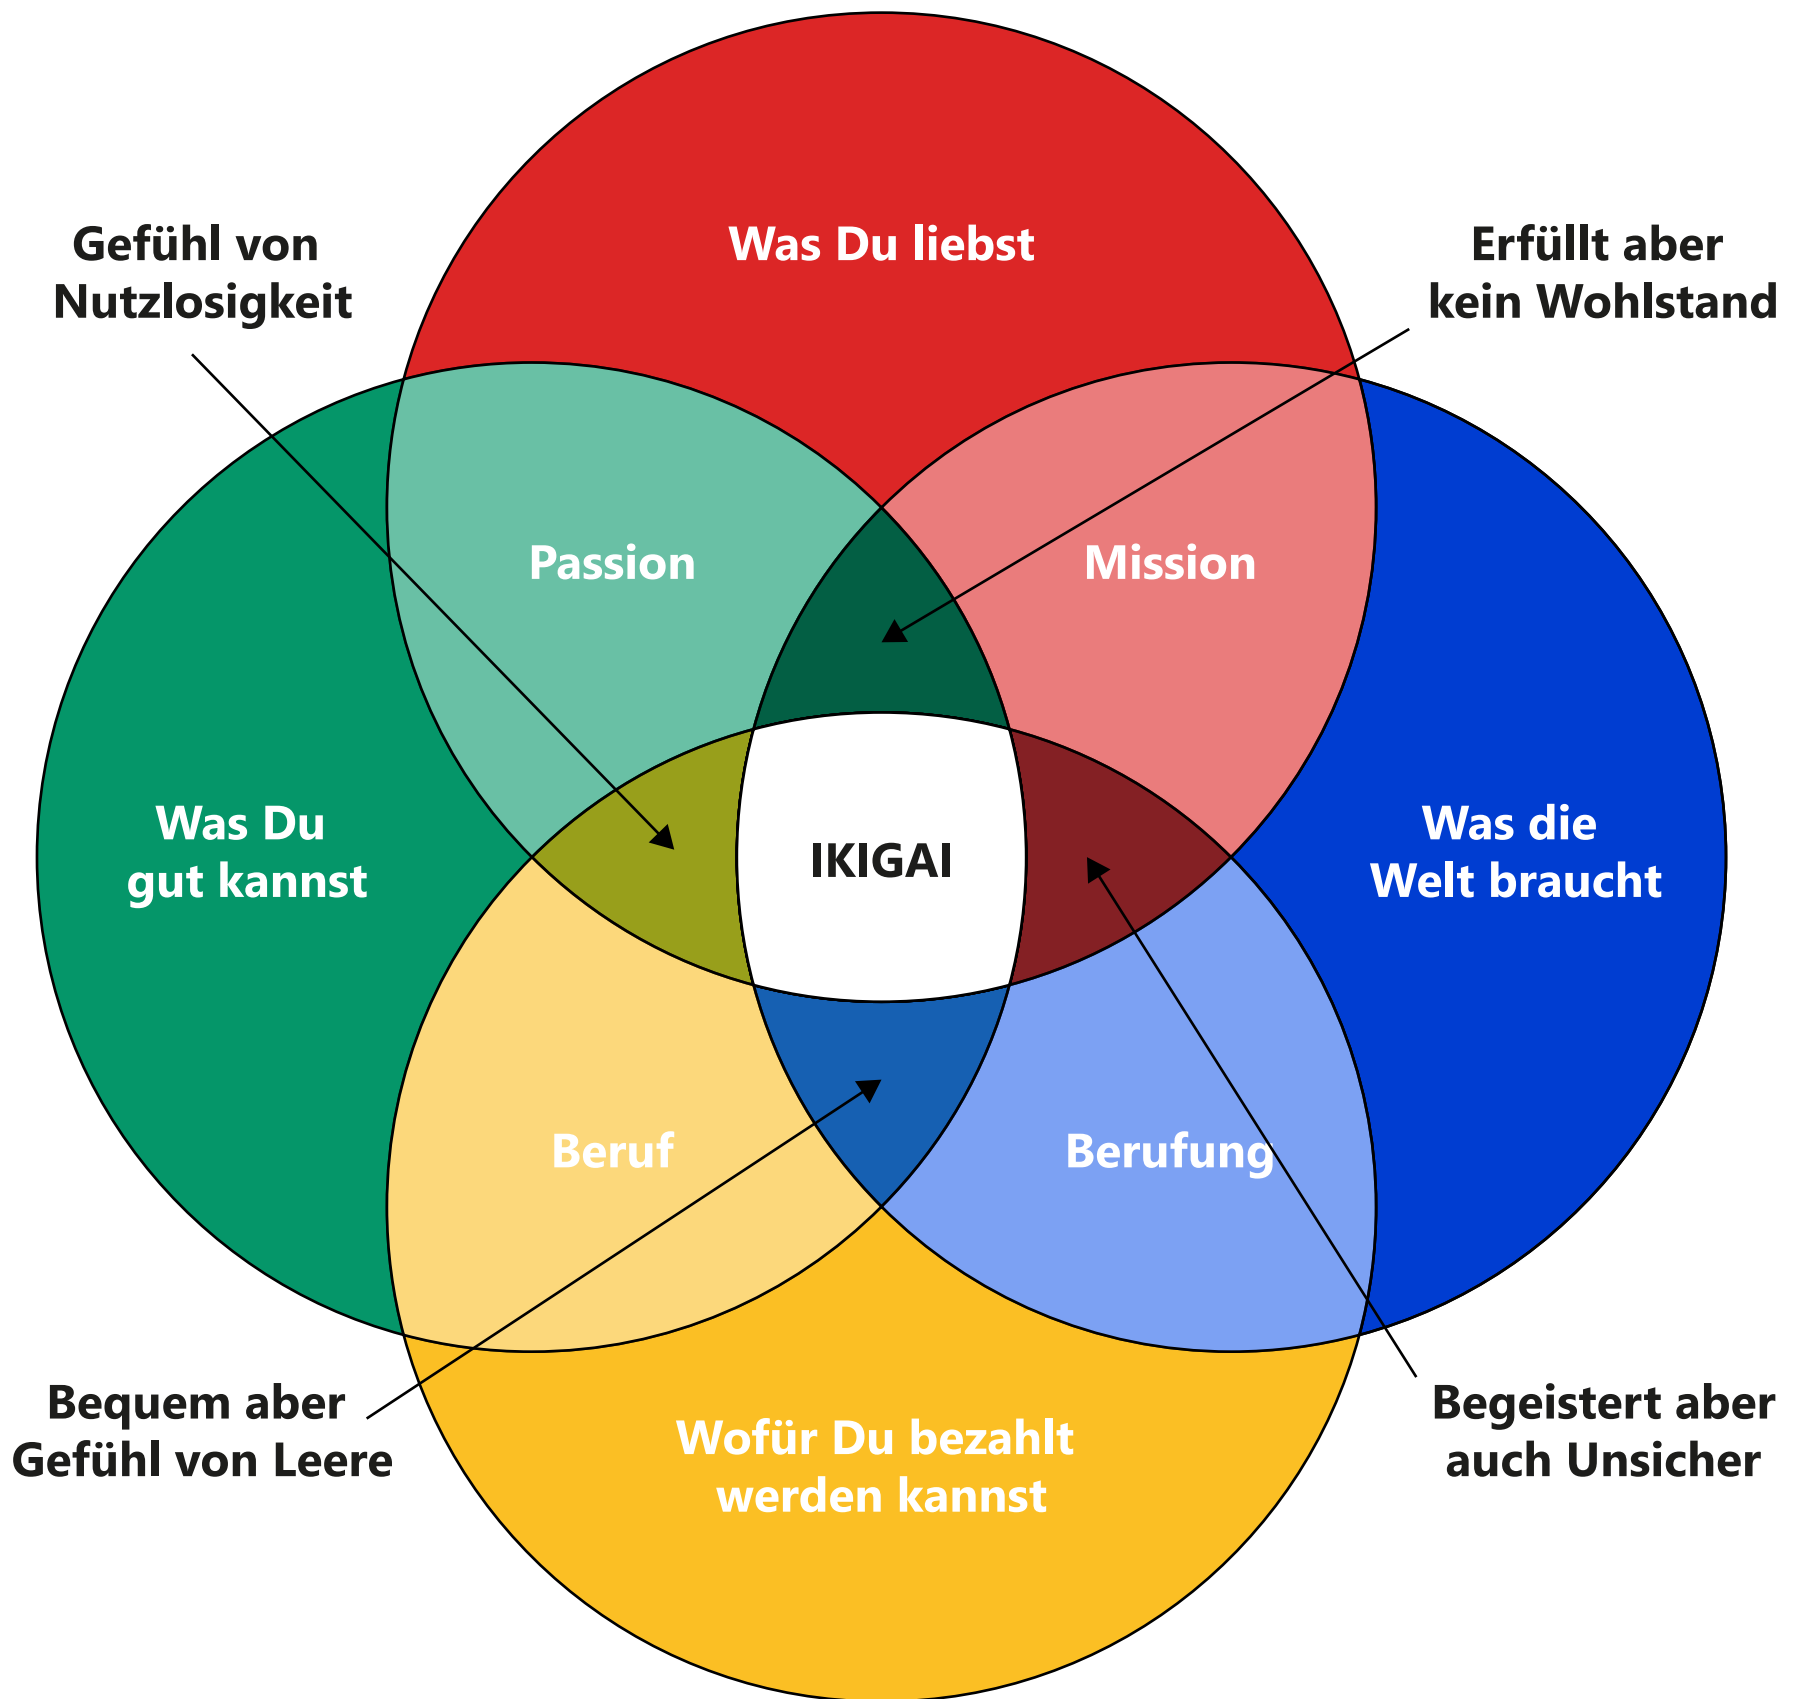 Was Du liebst
Gefühl von
Nutzlosigkeit
Erfüllt aber
kein Wohlstand
Passion
Mission
Was Du
gut kannst
IKIGAI
Was die
Welt braucht
Beruf
Berufung
Bequem aber
Gefühl von Leere
Wofür Du bezahlt
werden kannst
Begeistert aber
auch Unsicher